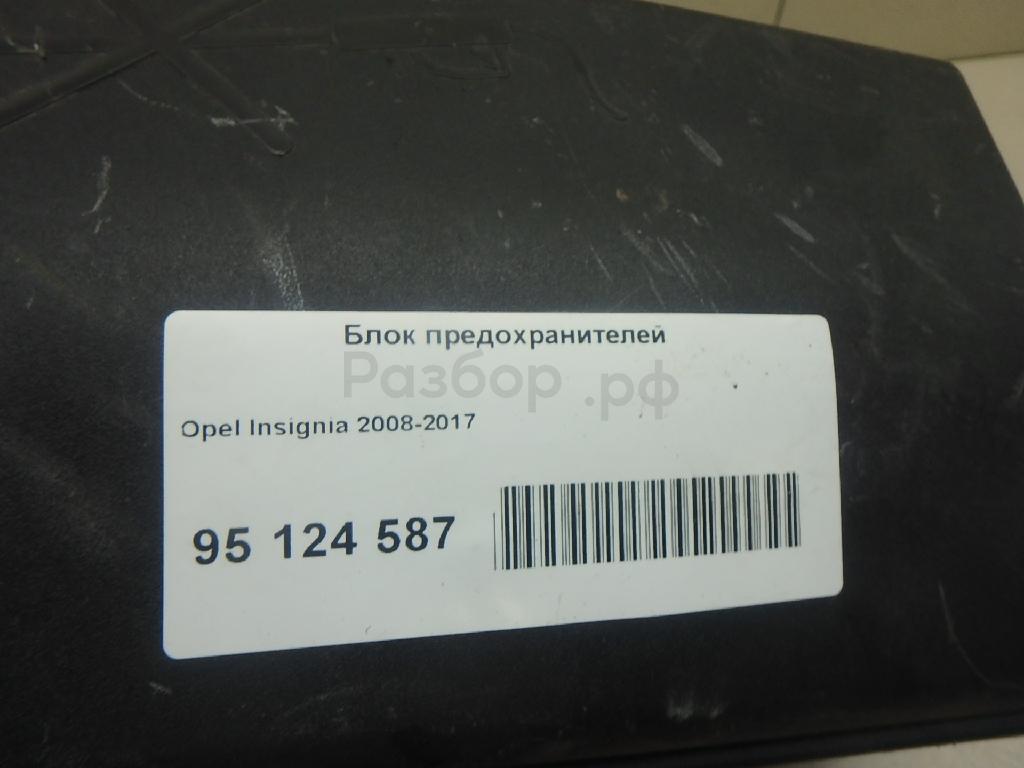 Блок предохранителей
Разбор.рф
Opel Insignia 2008-2017
95 124 587